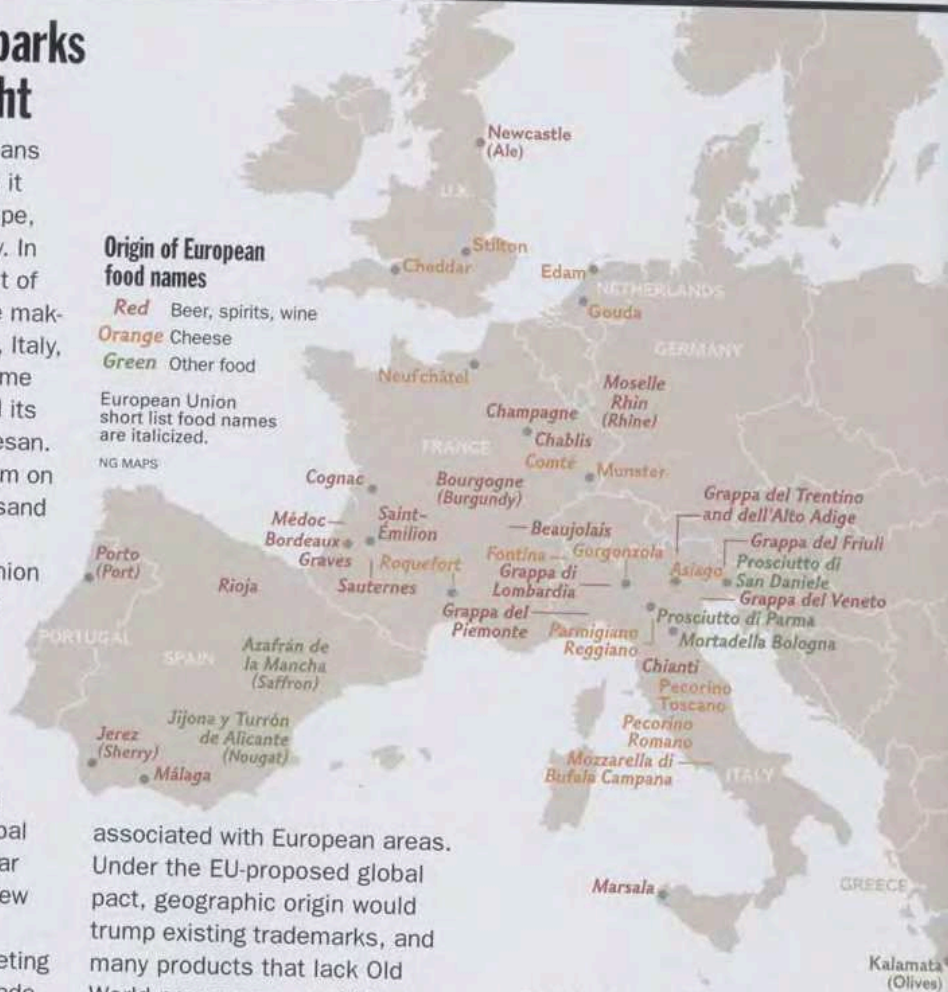 parks
ht
ans
it
pe,
. In
t of
mak-
, Italy,
me
its
esan.
m on
sand
nion
bal
ar
ew
eting
Origin of European
food names
Red Beer, spirits, wine
Orange Cheese
Green Other food
European Union
short list food names
are italicized.
NG MAPS
Newcastle
(Ale)
U.K.
Stilton
Cheddar
Edam
NETHERLANDS
Gouda
GERMANY
Neufchâtel
Moselle
Rhin
(Rhine)
Champagne
Chablis
FRANCE
Comté
Munster
Cognac
Bourgogne
(Burgundy)
Grappa del Trentino
and dell'Alto Adige
Médoc
Bordeaux
Graves
Saint-
Émilion
Beaujolais
Grappa del Friuli
Sauternes
Roquefort
Fontina
Gorgonzola
Asiago
Prosciutto di
San Daniele
Grappa di
Lombardia
Grappa del Veneto
Grappa del
Piemonte
Parmigiano
Reggiano
Prosciutto di Parma
Mortadella Bologna
Porto
(Port)
Rioja
PORTUGAL
SPAIN
Azafrán de
la Mancha
(Saffron)
Chianti
Pecorino
Toscano
Jijona y Turrón
de Alicante
(Nougat)
Pecorino
Romano
Jerez
(Sherry)
Málaga
Mozzarella di
Bufala Campana
ITALY
Marsala
GREECE
Kalamata
(Olives)
associated with European areas.
Under the EU-proposed global
pact, geographic origin would
trump existing trademarks, and
many products that lack Old